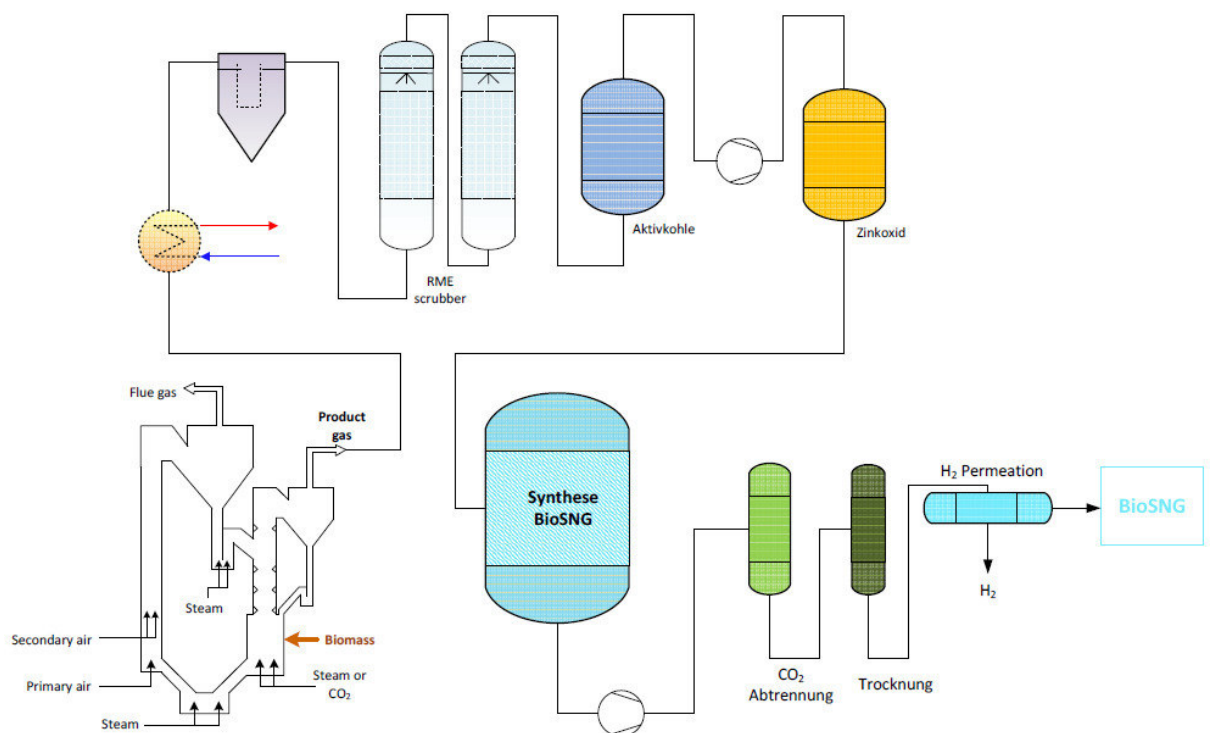 Aktivkohle
Zinkoxid
RME
scrubber
Flue gas
Product
gas
Synthese
BioSNG
H₂ Permeation
BioSNG
H₂
Steam
Secondary air
Biomass
Primary air
Steam or
CO₂
Steam
CO₂
Abtrennung
Trocknung